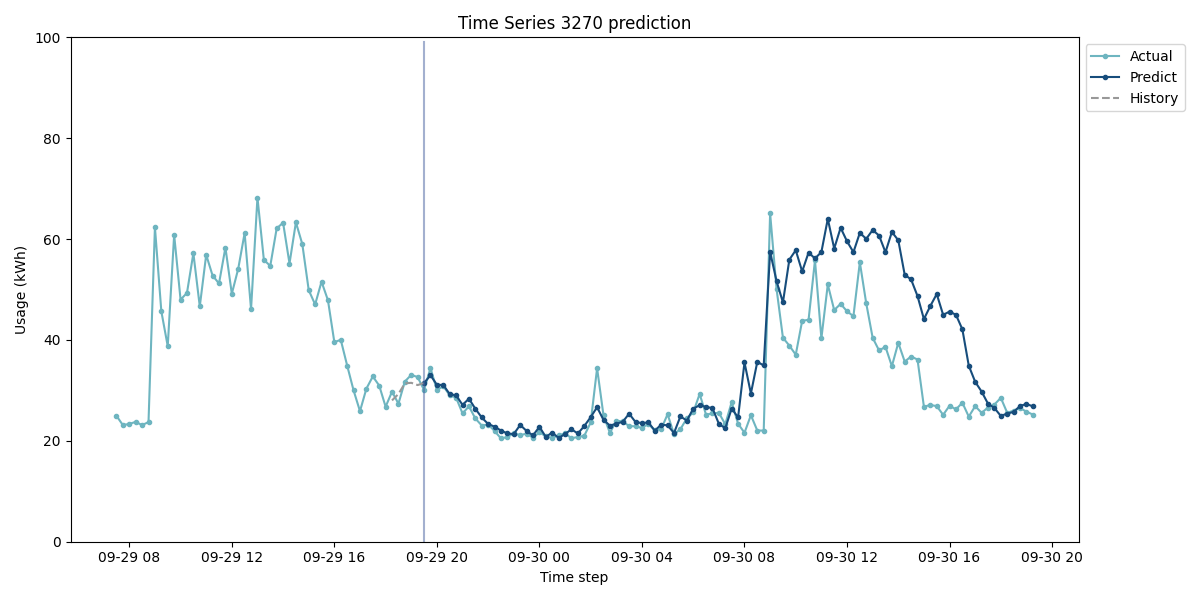 Time Series 3270 prediction
100
80
60
40
20
0
Usage (kWh)
09-29 08
09-29 12
09-29 16
09-29 20
09-30 00
09-30 04
09-30 08
09-30 12
09-30 16
09-30 20
Time step
Actual
Predict
History